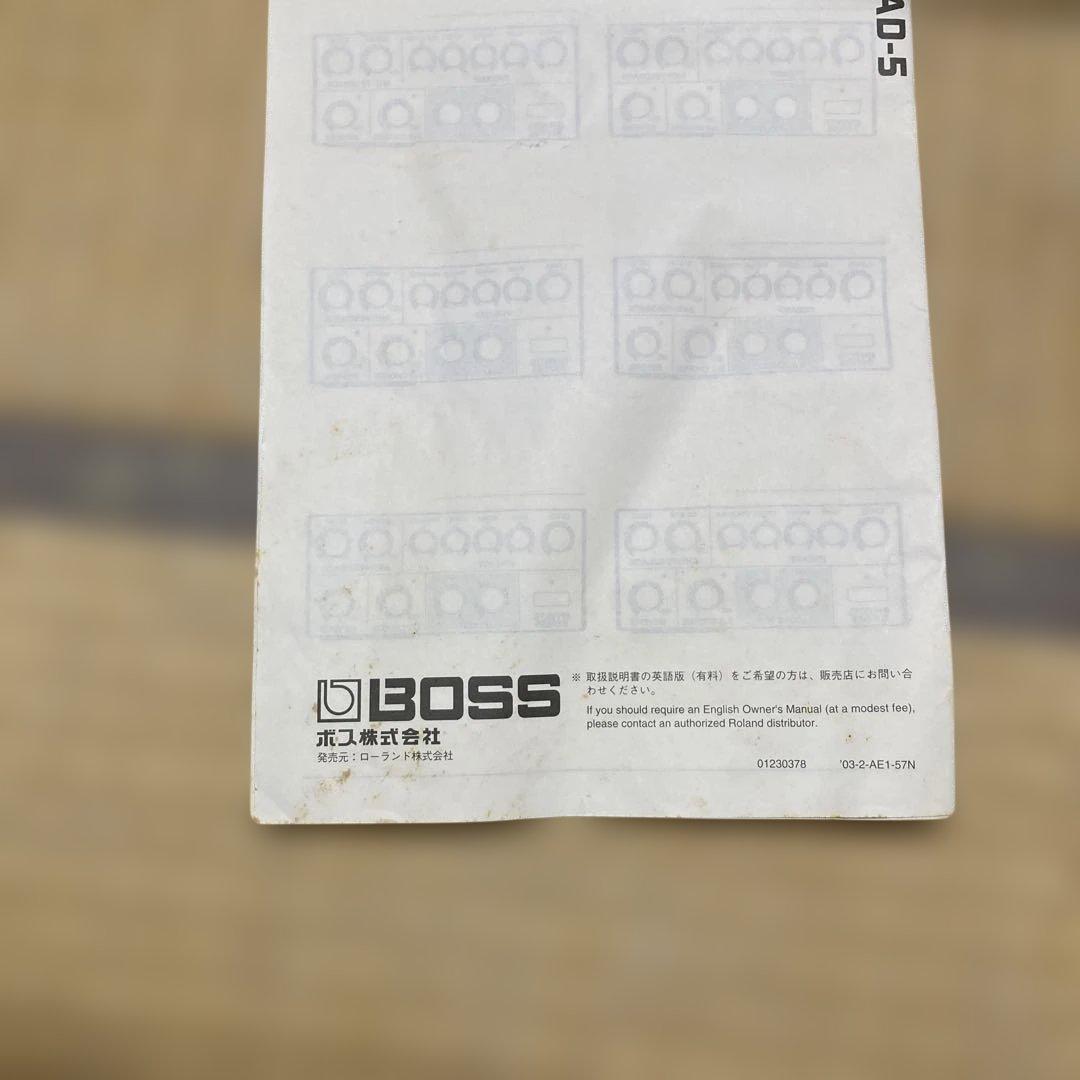 AD-5
BOSS
ボス株式会社
発売元：ローランド株式会社
※ 取扱説明書の英語版（有料）をご希望の方は、販売店にお問い合
わせください。
If you should require an English Owner's Manual (at a modest fee),
please contact an authorized Roland distributor.
01230378 '03-2-AE1-57N